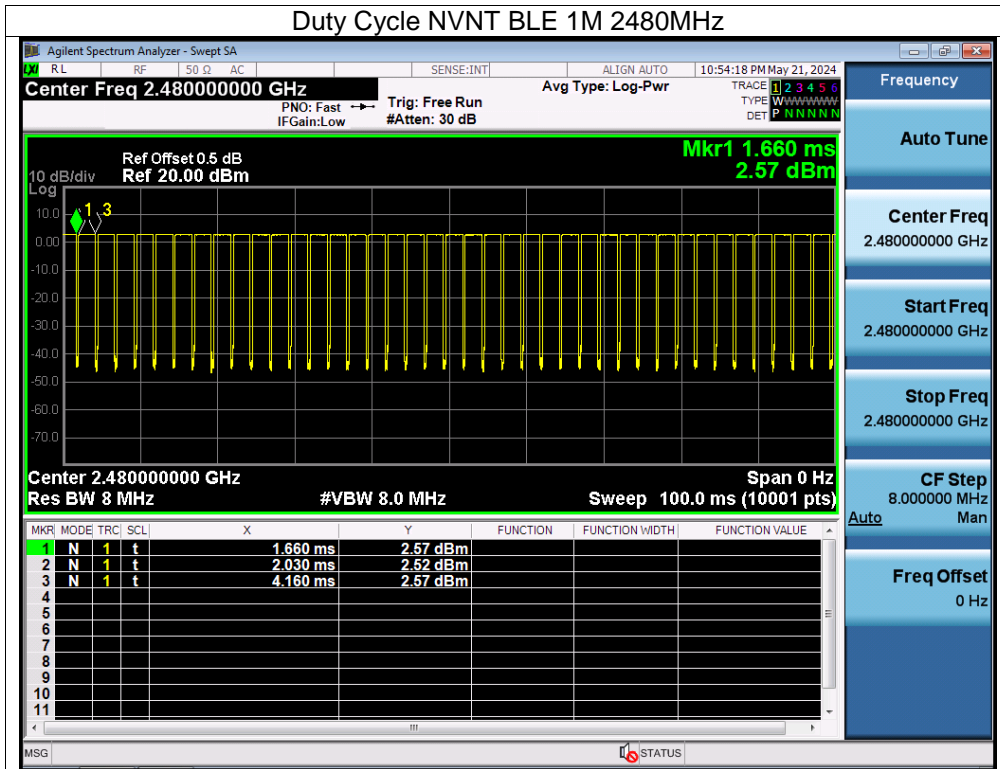 Duty Cycle NVNT BLE 1M 2480MHz
Agilent Spectrum Analyzer - Swept SA
LXI RL RF 50 Ω AC SENSE:INT ALIGN AUTO 10:54:18 PM May 21, 2024
Center Freq 2.480000000 GHz Avg Type: Log-Pwr TRACE 1 2 3 4 5 6
PNO: Fast Trig: Free Run TYPE WWWWWW
IFGain:Low #Atten: 30 dB DET P N N N N N
Mkr1 1.660 ms
Ref Offset 0.5 dB
10 dB/div Ref 20.00 dBm 2.57 dBm
Log
1 3
10.0
0.00
-10.0
-20.0
-30.0
-40.0
-50.0
-60.0
-70.0
Center 2.480000000 GHz Span 0 Hz
Res BW 8 MHz #VBW 8.0 MHz Sweep 100.0 ms (10001 pts)
MKR MODE TRC SCL X Y FUNCTION FUNCTION WIDTH FUNCTION VALUE
1 N 1 t 1.660 ms 2.57 dBm
2 N 1 t 2.030 ms 2.52 dBm
3 N 1 t 4.160 ms 2.57 dBm
4
5
6
7
8
9
10
11
MSG STATUS
Frequency
Auto Tune
Center Freq
2.480000000 GHz
Start Freq
2.480000000 GHz
Stop Freq
2.480000000 GHz
CF Step
8.000000 MHz
Auto Man
Freq Offset
0 Hz